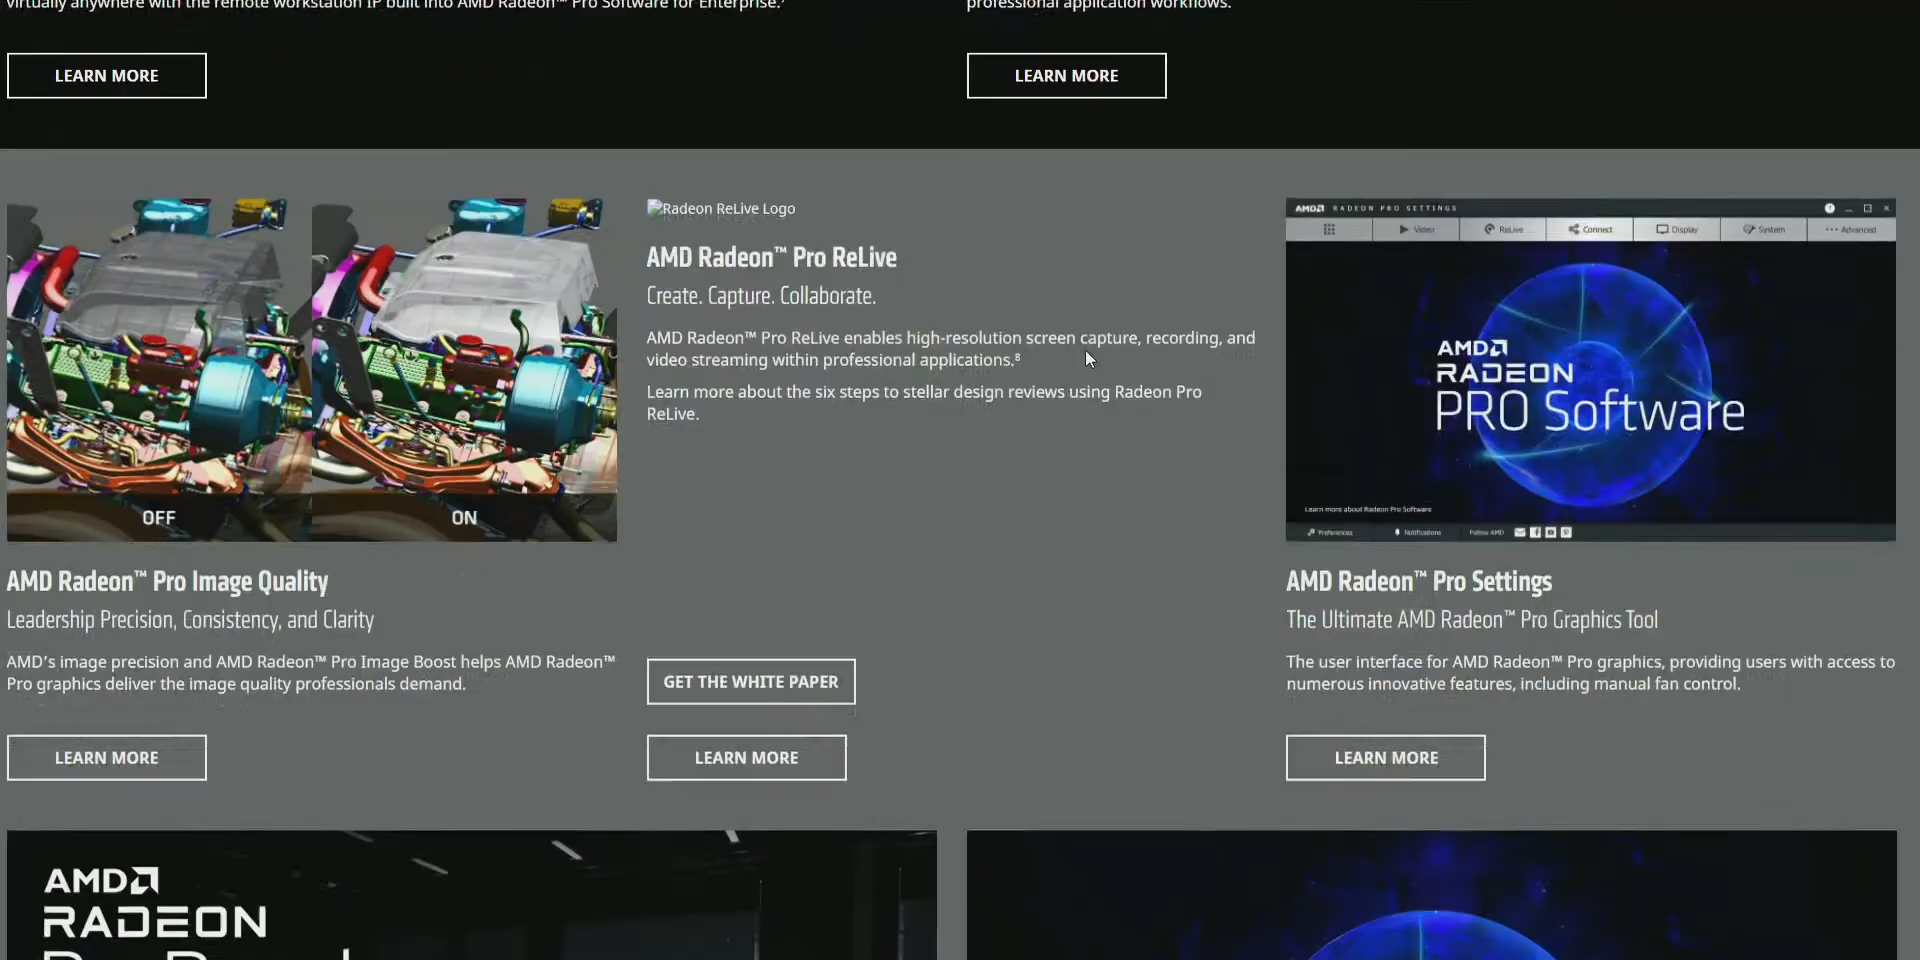 virtually anywhere with the remote workstation IP built into AMD Radeon™ Pro Software for Enterprise.⁷
professional application workflows.
LEARN MORE
LEARN MORE
OFF
ON
AMD Radeon™ Pro Image Quality
Leadership Precision, Consistency, and Clarity
AMD’s image precision and AMD Radeon™ Pro Image Boost helps AMD Radeon™
Pro graphics deliver the image quality professionals demand.
LEARN MORE
Radeon ReLive Logo
AMD Radeon™ Pro ReLive
Create. Capture. Collaborate.
AMD Radeon™ Pro ReLive enables high-resolution screen capture, recording, and
video streaming within professional applications.⁸
Learn more about the six steps to stellar design reviews using Radeon Pro
ReLive.
GET THE WHITE PAPER
LEARN MORE
AMD RADEON PRO SETTINGS
Video ReLive Connect Display System Advanced
AMD
RADEON
PRO Software
Learn more about Radeon Pro Software
Preferences Notifications Follow AMD
AMD Radeon™ Pro Settings
The Ultimate AMD Radeon™ Pro Graphics Tool
The user interface for AMD Radeon™ Pro graphics, providing users with access to
numerous innovative features, including manual fan control.
LEARN MORE
AMD
RADEON